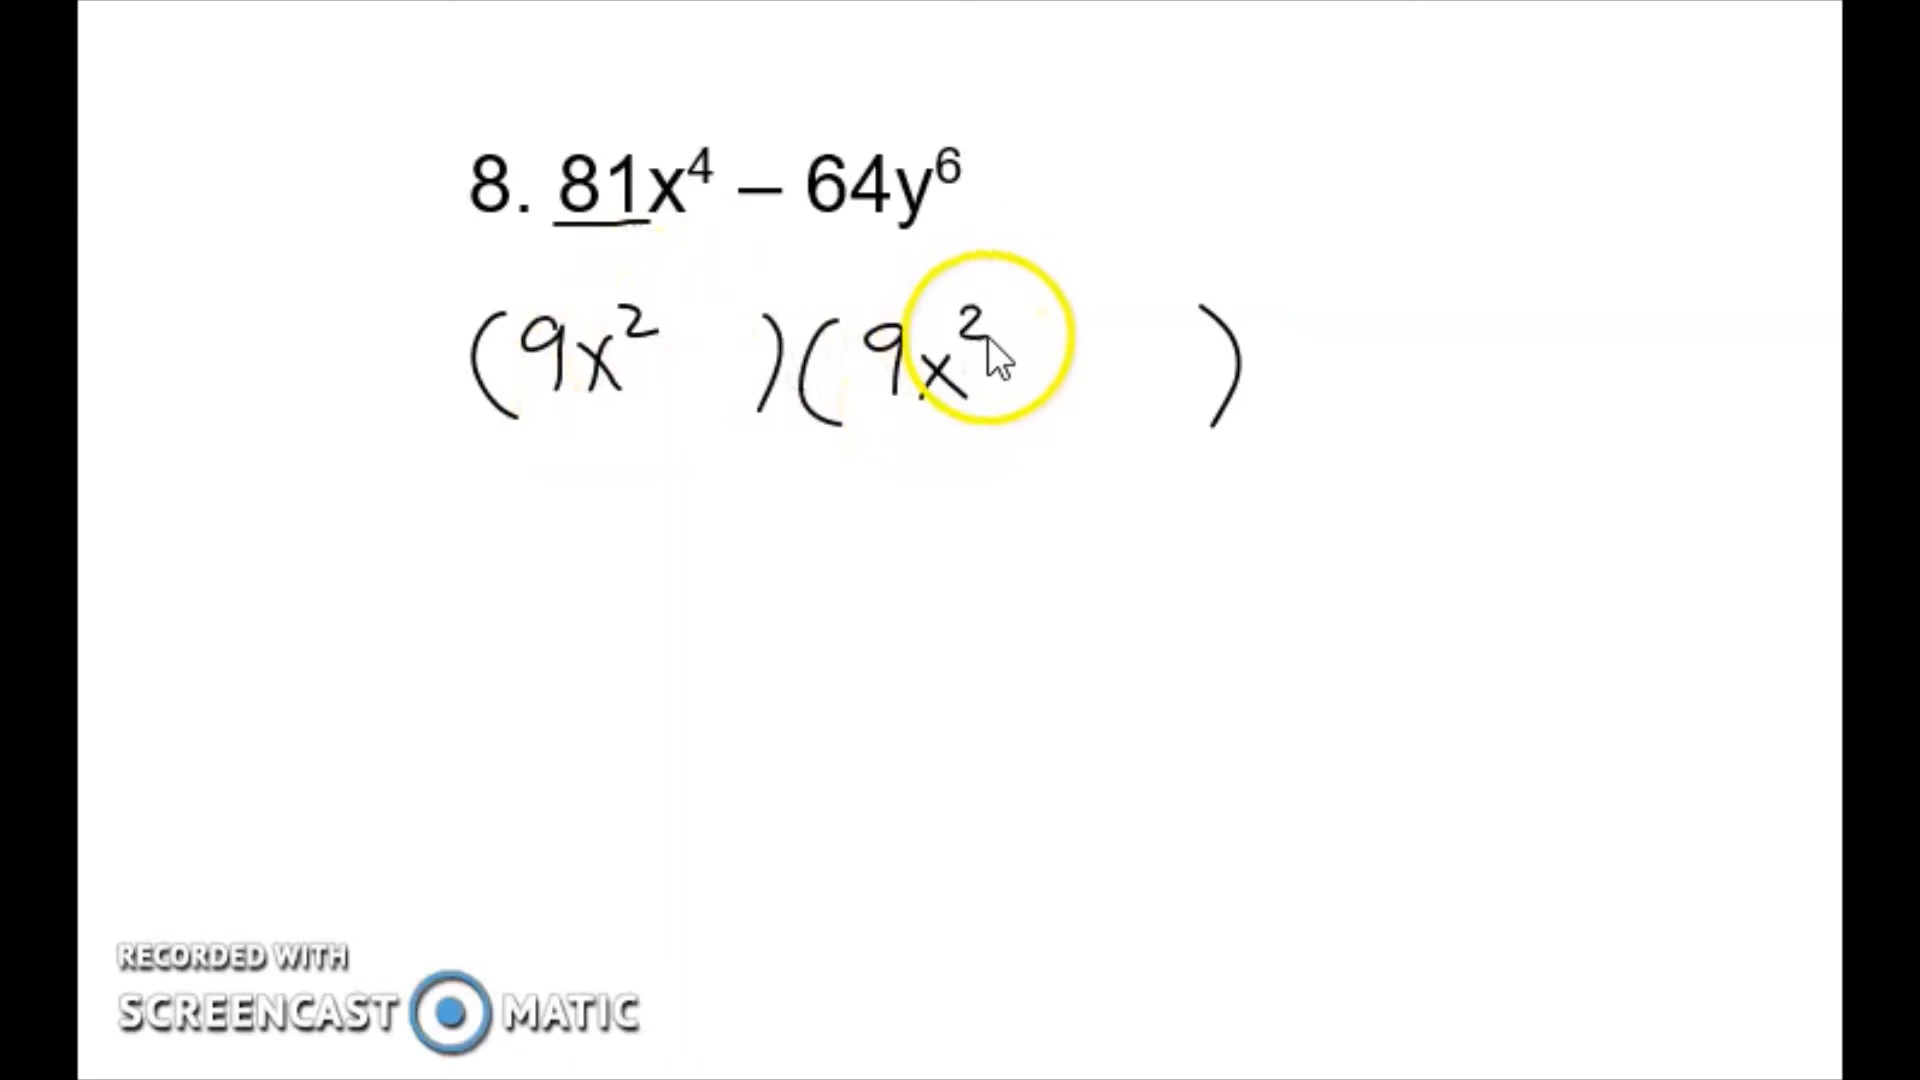 8. 81x⁴ – 64y⁶
(9x² )(9x² )
RECORDED WITH
SCREENCAST MATIC